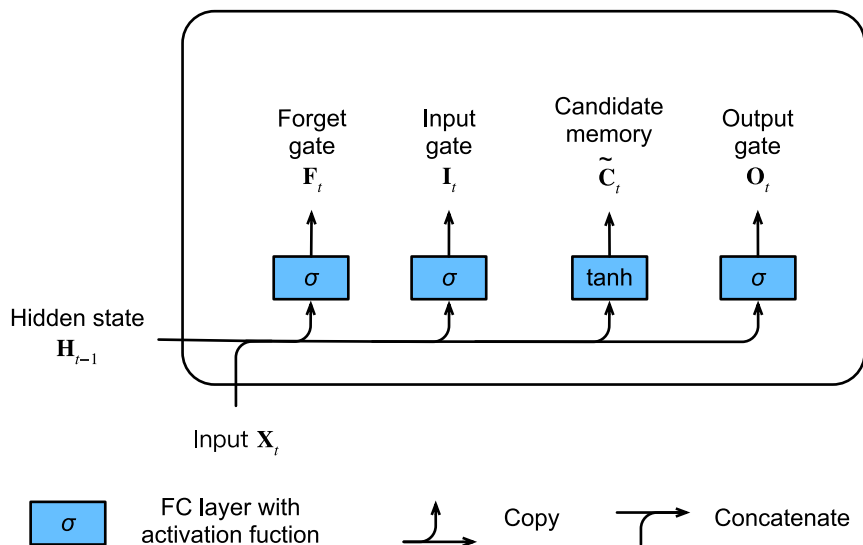 Forget gate F_t
Input gate I_t
Candidate memory C̃_t
Output gate O_t
σ σ tanh σ
Hidden state H_{t−1}
Input X_t
σ
FC layer with activation fuction
Copy
Concatenate